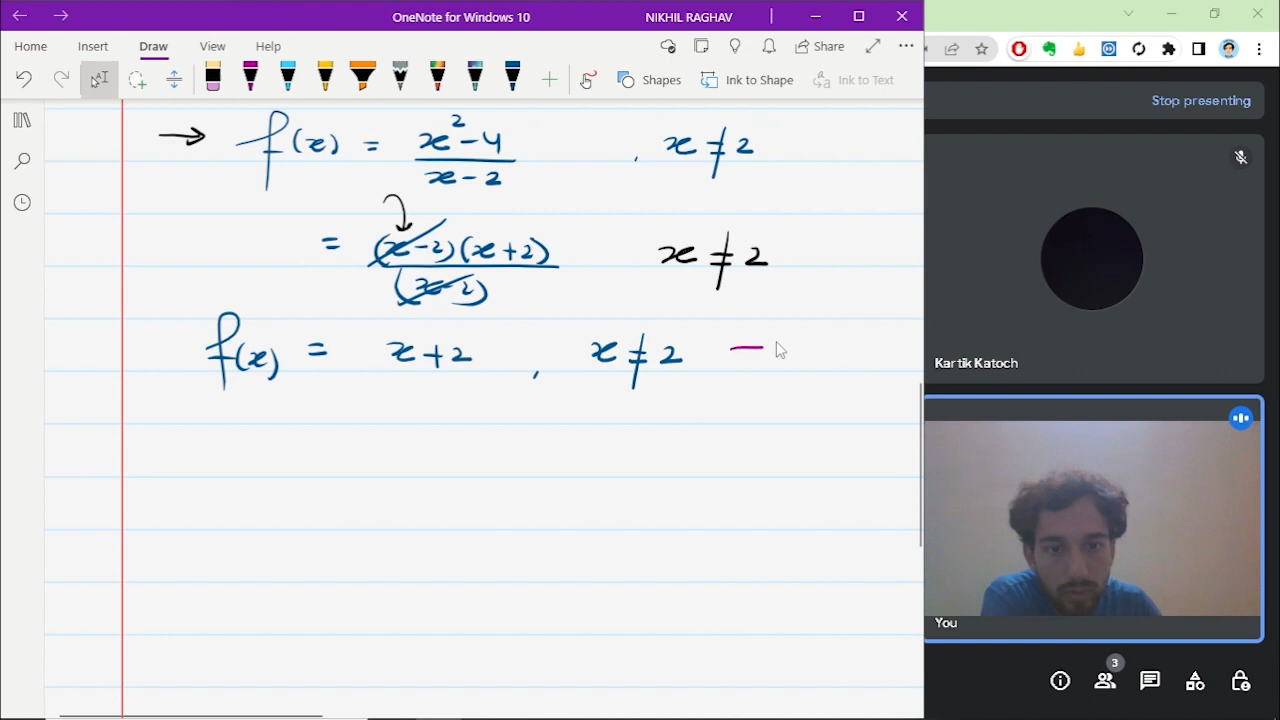 OneNote for Windows 10
NIKHIL RAGHAV
Home Insert Draw View Help
Share
Shapes
Ink to Shape
Ink to Text
Stop presenting
→ f(x) = x² - 4 / x - 2 , x ≠ 2
= (x - 2)(x + 2) / (x - 2) x ≠ 2
f(x) = x + 2 , x ≠ 2 —
Kartik Katoch
You
3